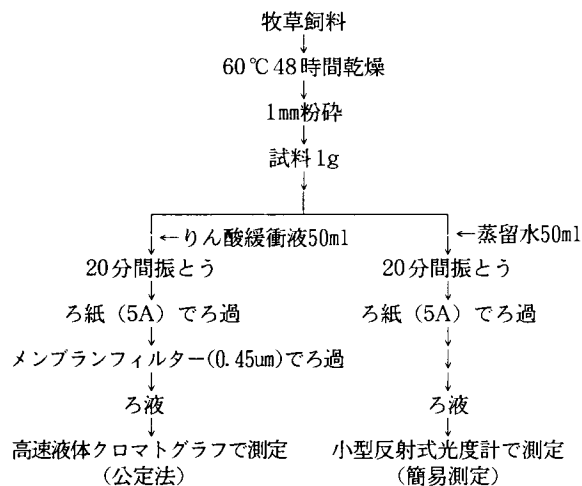 牧草飼料
60℃48時間乾燥
1mm粉砕
試料1g
←りん酸緩衝液50ml
←蒸留水50ml
20分間振とう
20分間振とう
ろ紙（5A）でろ過
ろ紙（5A）でろ過
メンブランフィルター(0.45um)でろ過
ろ液
ろ液
高速液体クロマトグラフで測定
（公定法）
小型反射式光度計で測定
（簡易測定）